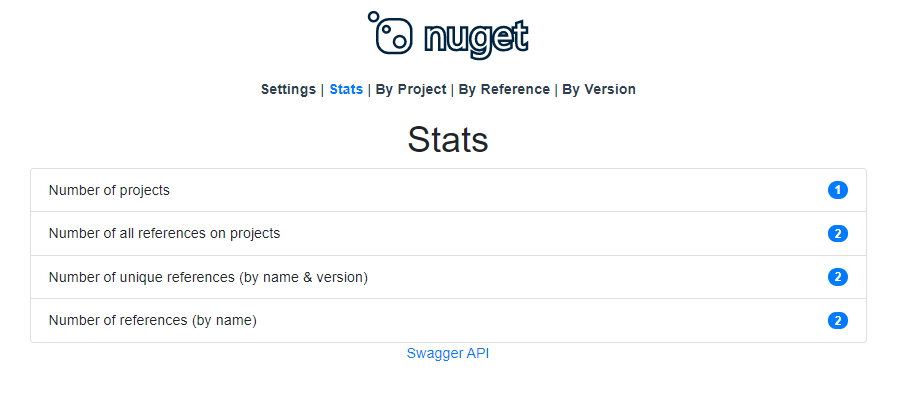 nuget
Settings | Stats | By Project | By Reference | By Version
Stats
Number of projects 1
Number of all references on projects 2
Number of unique references (by name & version) 2
Number of references (by name) 2
Swagger API